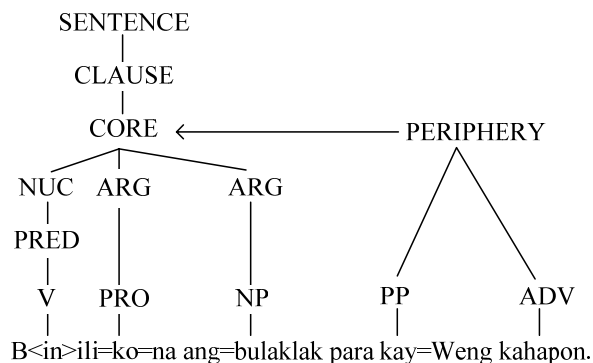 SENTENCE
CLAUSE
CORE PERIPHERY
NUC ARG ARG
PRED
V PRO NP PP ADV
B<in>ili=ko=na ang=bulaklak para kay=Weng kahapon.